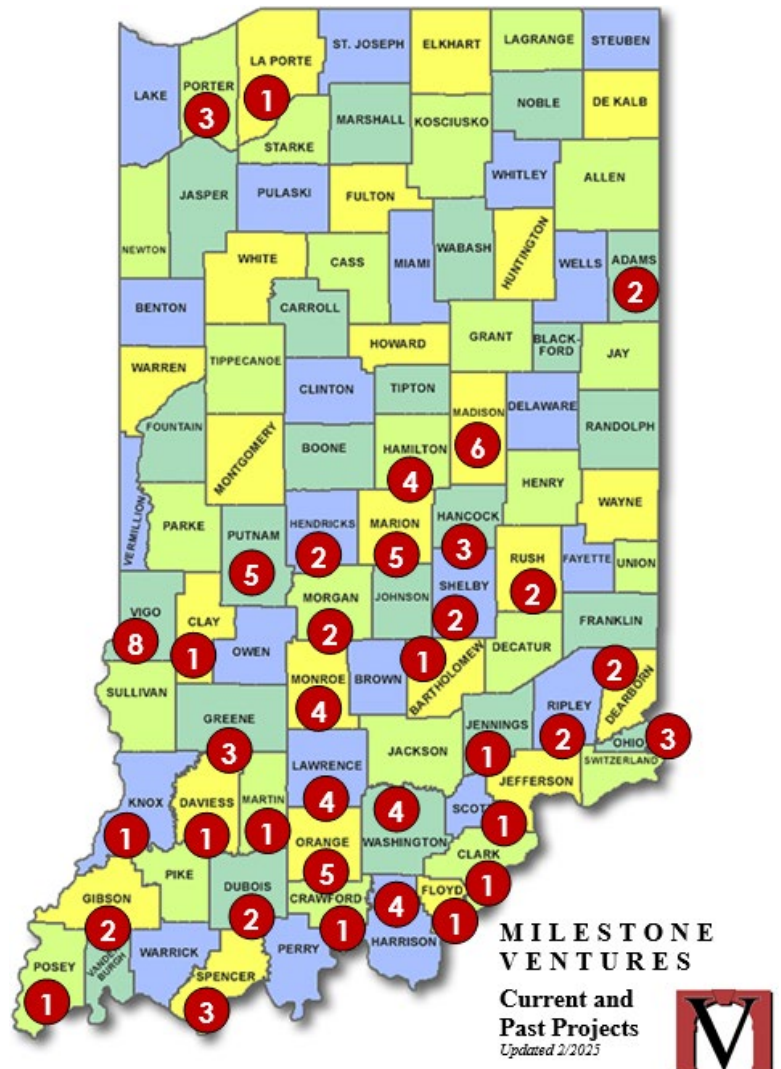 ST. JOSEPH
ELKHART
LAGRANGE
STEUBEN
LA PORTE
LAKE
PORTER
3
1
NOBLE
DE KALB
MARSHALL
KOSCIUSKO
STARKE
WHITLEY
ALLEN
JASPER
PULASKI
FULTON
NEWTON
WHITE
CASS
MIAMI
WABASH
HUNTINGTON
WELLS
ADAMS
2
BENTON
CARROLL
GRANT
BLACK-
FORD
JAY
HOWARD
WARREN
TIPPECANOE
CLINTON
TIPTON
MADISON
6
DELAWARE
RANDOLPH
FOUNTAIN
MONTGOMERY
BOONE
HAMILTON
4
HENRY
WAYNE
VERMILLION
PARKE
PUTNAM
5
HENDRICKS
2
MARION
5
HANCOCK
3
RUSH
2
FAYETTE
UNION
VIGO
8
CLAY
1
OWEN
MORGAN
2
JOHNSON
SHELBY
2
DECATUR
FRANKLIN
SULLIVAN
MONROE
4
BROWN
1
BARTHOLOMEW
2
DEARBORN
GREENE
3
JENNINGS
1
RIPLEY
2
OHIO
3
SWITZERLAND
LAWRENCE
4
JACKSON
JEFFERSON
KNOX
1
DAVIESS
1
MARTIN
1
4
WASHINGTON
SCOTT
1
ORANGE
5
CLARK
1
PIKE
DUBOIS
2
CRAWFORD
1
4
HARRISON
FLOYD
1
GIBSON
2
POSEY
1
VANDER-
BURGH
WARRICK
SPENCER
3
PERRY
MILESTONE
VENTURES
Current and
Past Projects
Updated 2/2025
V